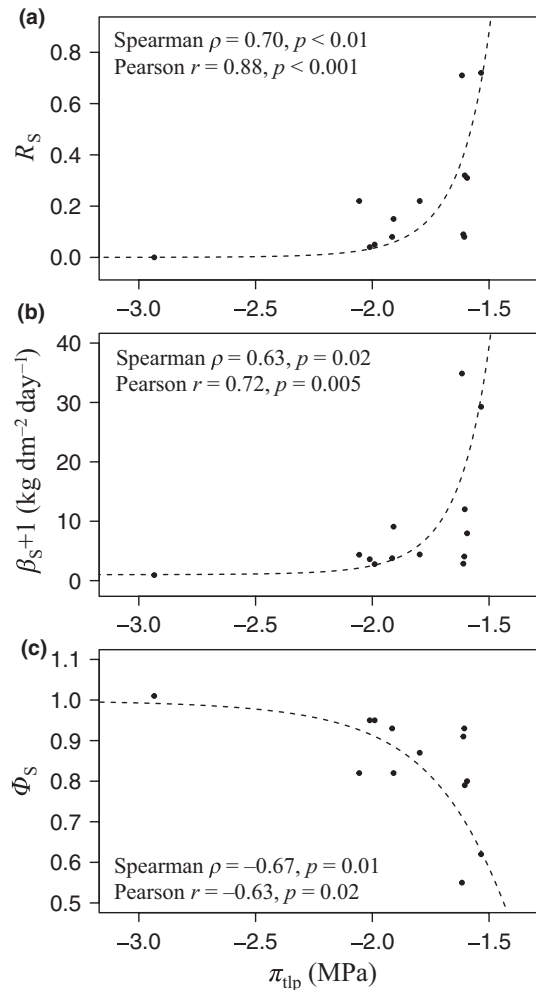 (a)
Spearman ρ = 0.70, p < 0.01
Pearson r = 0.88, p < 0.001
R_S
0.8
0.6
0.4
0.2
0.0
−3.0 −2.5 −2.0 −1.5
(b)
Spearman ρ = 0.63, p = 0.02
Pearson r = 0.72, p = 0.005
β_S+1 (kg dm⁻² day⁻¹)
40
30
20
10
0
−3.0 −2.5 −2.0 −1.5
(c)
1.1
1.0
0.9
0.8
0.7
0.6
0.5
Φ_S
Spearman ρ = –0.67, p = 0.01
Pearson r = –0.63, p = 0.02
−3.0 −2.5 −2.0 −1.5
π_tlp (MPa)